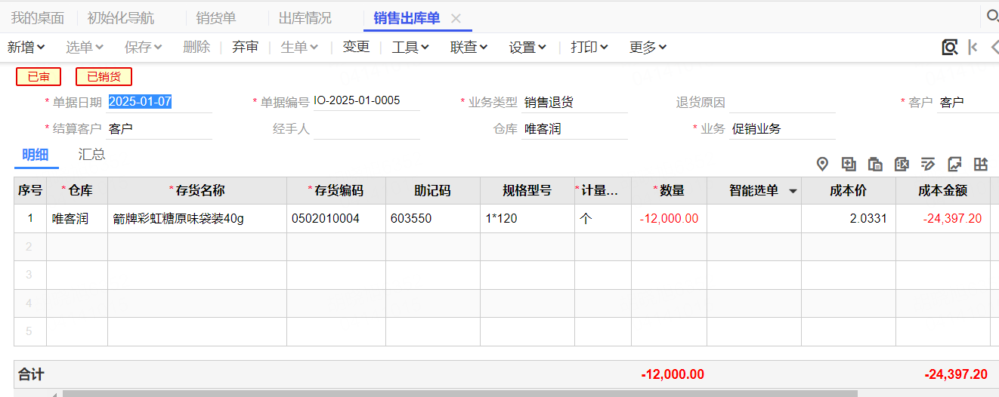 我的桌面 初始化导航 销货单 出库情况 销售出库单
新增 选单 保存 删除 弃审 生单 变更 工具 联查 设置 打印 更多
已审 已销货
* 单据日期 2025-01-07 * 单据编号 IO-2025-01-0005 * 业务类型 销售退货 退货原因 * 客户 客户
* 结算客户 客户 经手人 仓库 唯客润 * 业务 促销业务
明细 汇总
序号 * 仓库 * 存货名称 * 存货编码 助记码 规格型号 * 计量... * 数量 智能选单 成本价 成本金额
1 唯客润 箭牌彩虹糖原味袋装40g 0502010004 603550 1*120 个 -12,000.00 2.0331 -24,397.20
2
3
4
5
合计 -12,000.00 -24,397.20